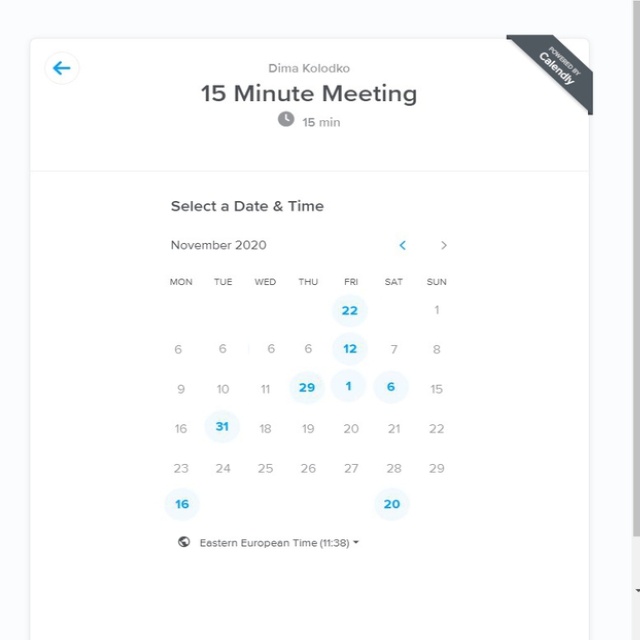 Dima Kolodko
15 Minute Meeting
15 min
POWERED BY
Calendly
Select a Date & Time
November 2020
MON TUE WED THU FRI SAT SUN
22 1
6 6 6 6 12 7 8
9 10 11 29 1 6 15
16 31 18 19 20 21 22
23 24 25 26 27 28 29
16 20
Eastern European Time (11:38)